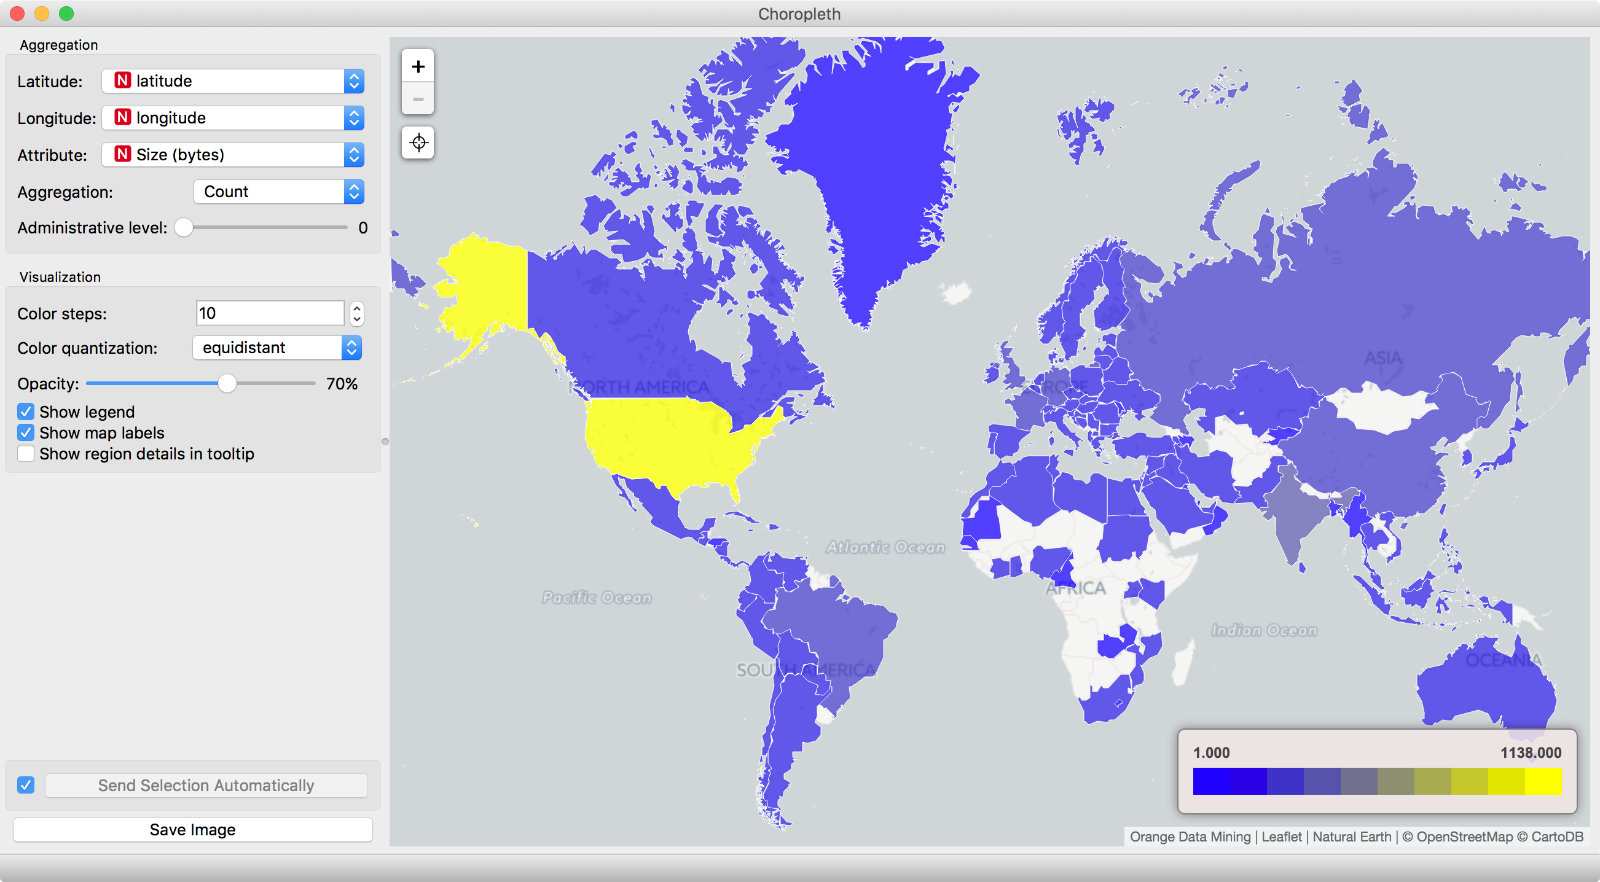 Choropleth
Aggregation
Latitude: N latitude
Longitude: N longitude
Attribute: N Size (bytes)
Aggregation: Count
Administrative level: 0
Visualization
Color steps: 10
Color quantization: equidistant
Opacity: 70%
Show legend
Show map labels
Show region details in tooltip
Send Selection Automatically
Save Image
+
−
NORTH AMERICA
EUROPE
ASIA
Atlantic Ocean
AFRICA
Pacific Ocean
Indian Ocean
SOUTH AMERICA
OCEANIA
1.000 1138.000
Orange Data Mining | Leaflet | Natural Earth | © OpenStreetMap © CartoDB